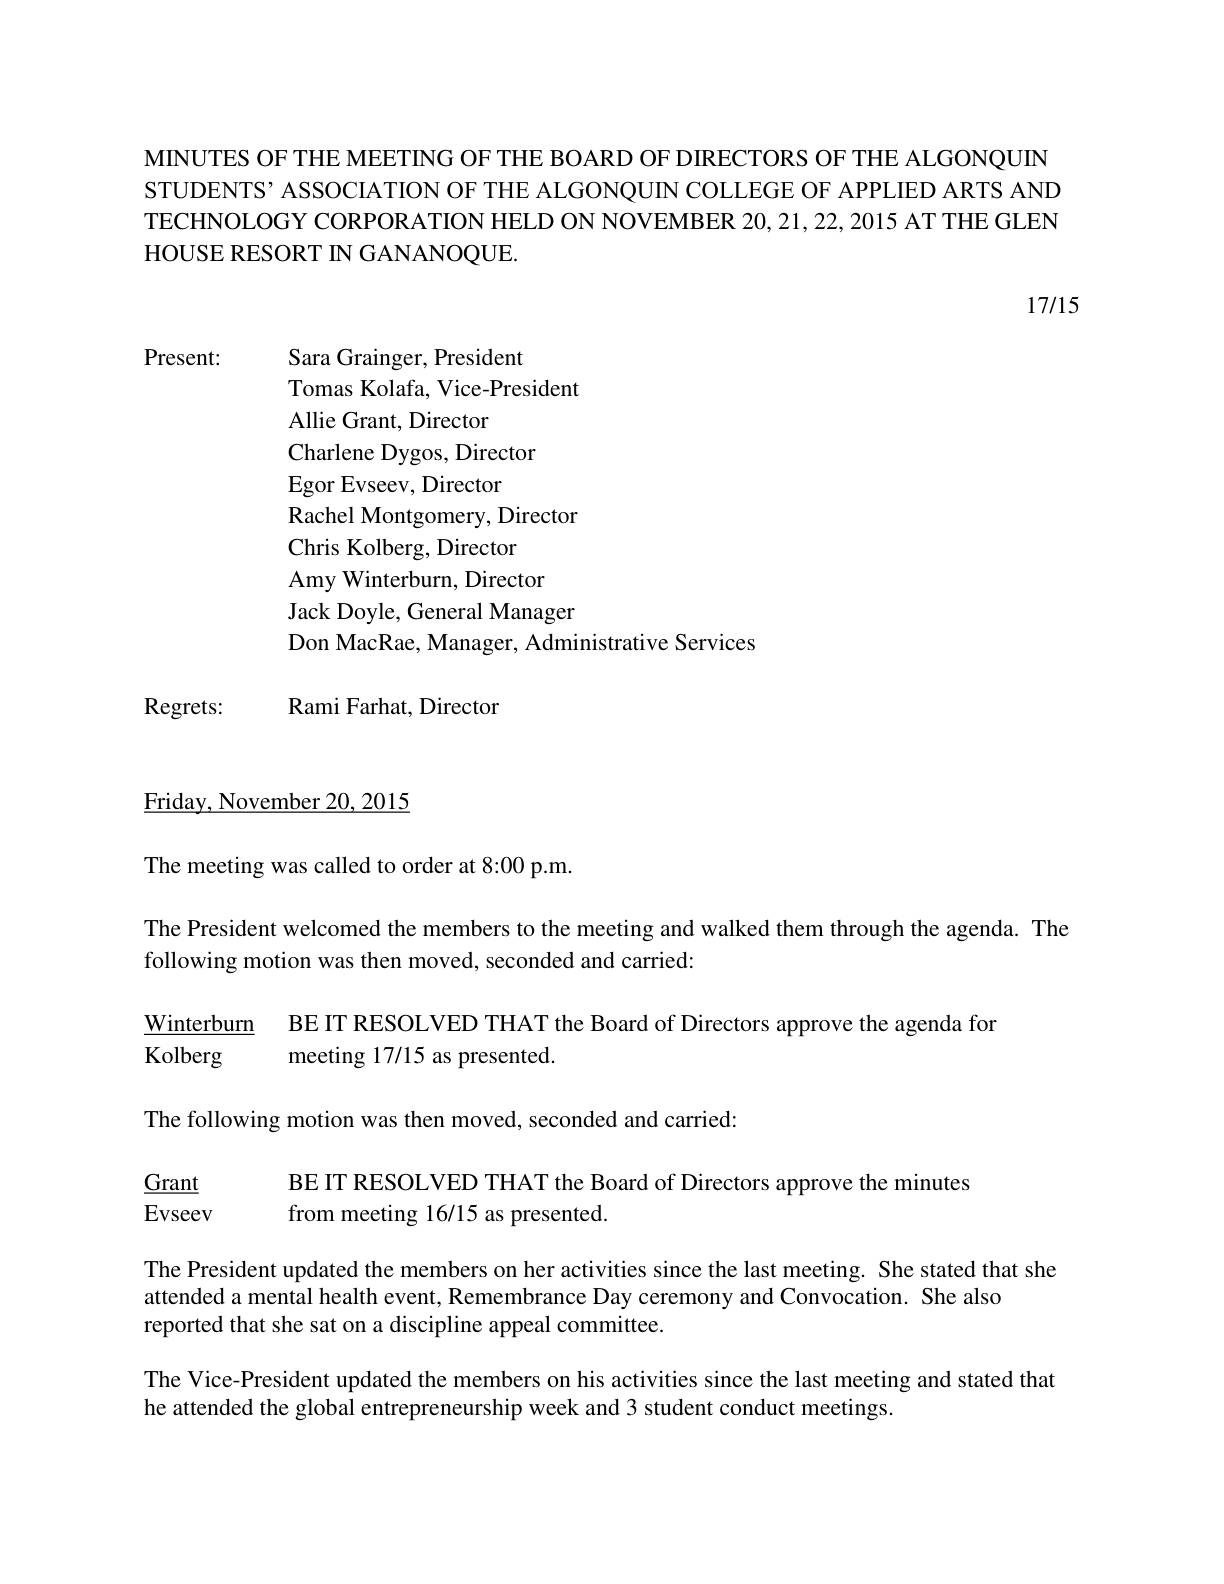 MINUTES OF THE MEETING OF THE BOARD OF DIRECTORS OF THE ALGONQUIN
STUDENTS’ ASSOCIATION OF THE ALGONQUIN COLLEGE OF APPLIED ARTS AND
TECHNOLOGY CORPORATION HELD ON NOVEMBER 20, 21, 22, 2015 AT THE GLEN
HOUSE RESORT IN GANANOQUE.
17/15
Present: Sara Grainger, President
Tomas Kolafa, Vice-President
Allie Grant, Director
Charlene Dygos, Director
Egor Evseev, Director
Rachel Montgomery, Director
Chris Kolberg, Director
Amy Winterburn, Director
Jack Doyle, General Manager
Don MacRae, Manager, Administrative Services
Regrets: Rami Farhat, Director
Friday, November 20, 2015
The meeting was called to order at 8:00 p.m.
The President welcomed the members to the meeting and walked them through the agenda. The
following motion was then moved, seconded and carried:
Winterburn BE IT RESOLVED THAT the Board of Directors approve the agenda for
Kolberg meeting 17/15 as presented.
The following motion was then moved, seconded and carried:
Grant BE IT RESOLVED THAT the Board of Directors approve the minutes
Evseev from meeting 16/15 as presented.
The President updated the members on her activities since the last meeting. She stated that she
attended a mental health event, Remembrance Day ceremony and Convocation. She also
reported that she sat on a discipline appeal committee.
The Vice-President updated the members on his activities since the last meeting and stated that
he attended the global entrepreneurship week and 3 student conduct meetings.